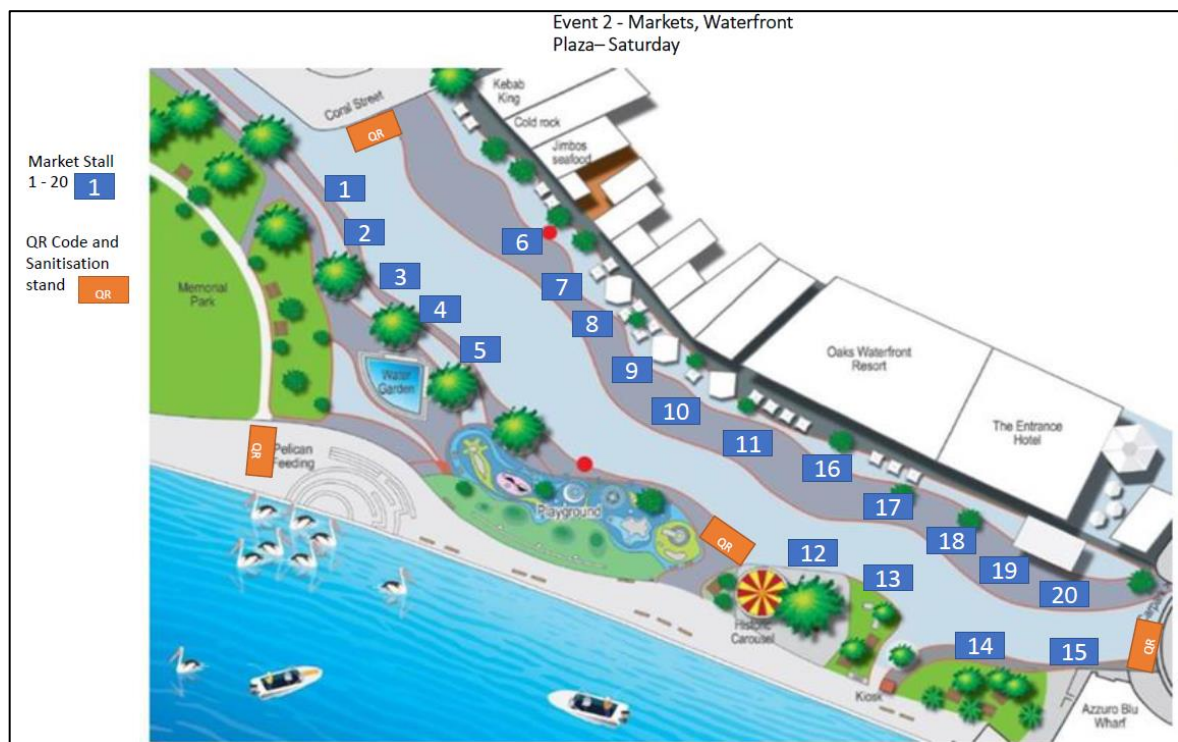 Event 2 - Markets, Waterfront
Plaza– Saturday
Market Stall
1 - 20
1
QR Code and
Sanitisation
stand
QR
Coral Street
QR
Kebab
King
Cold rock
Jimbos
seafood
1
2
3
4
5
6
7
8
9
10
11
Memorial
Park
Water
Garden
Oaks Waterfront
Resort
The Entrance
Hotel
QR
Pelican
Feeding
Playground
QR
16
17
18
19
20
12
13
Historic
Carousel
14
15
QR
Kiosk
Azzuro Blu
Wharf